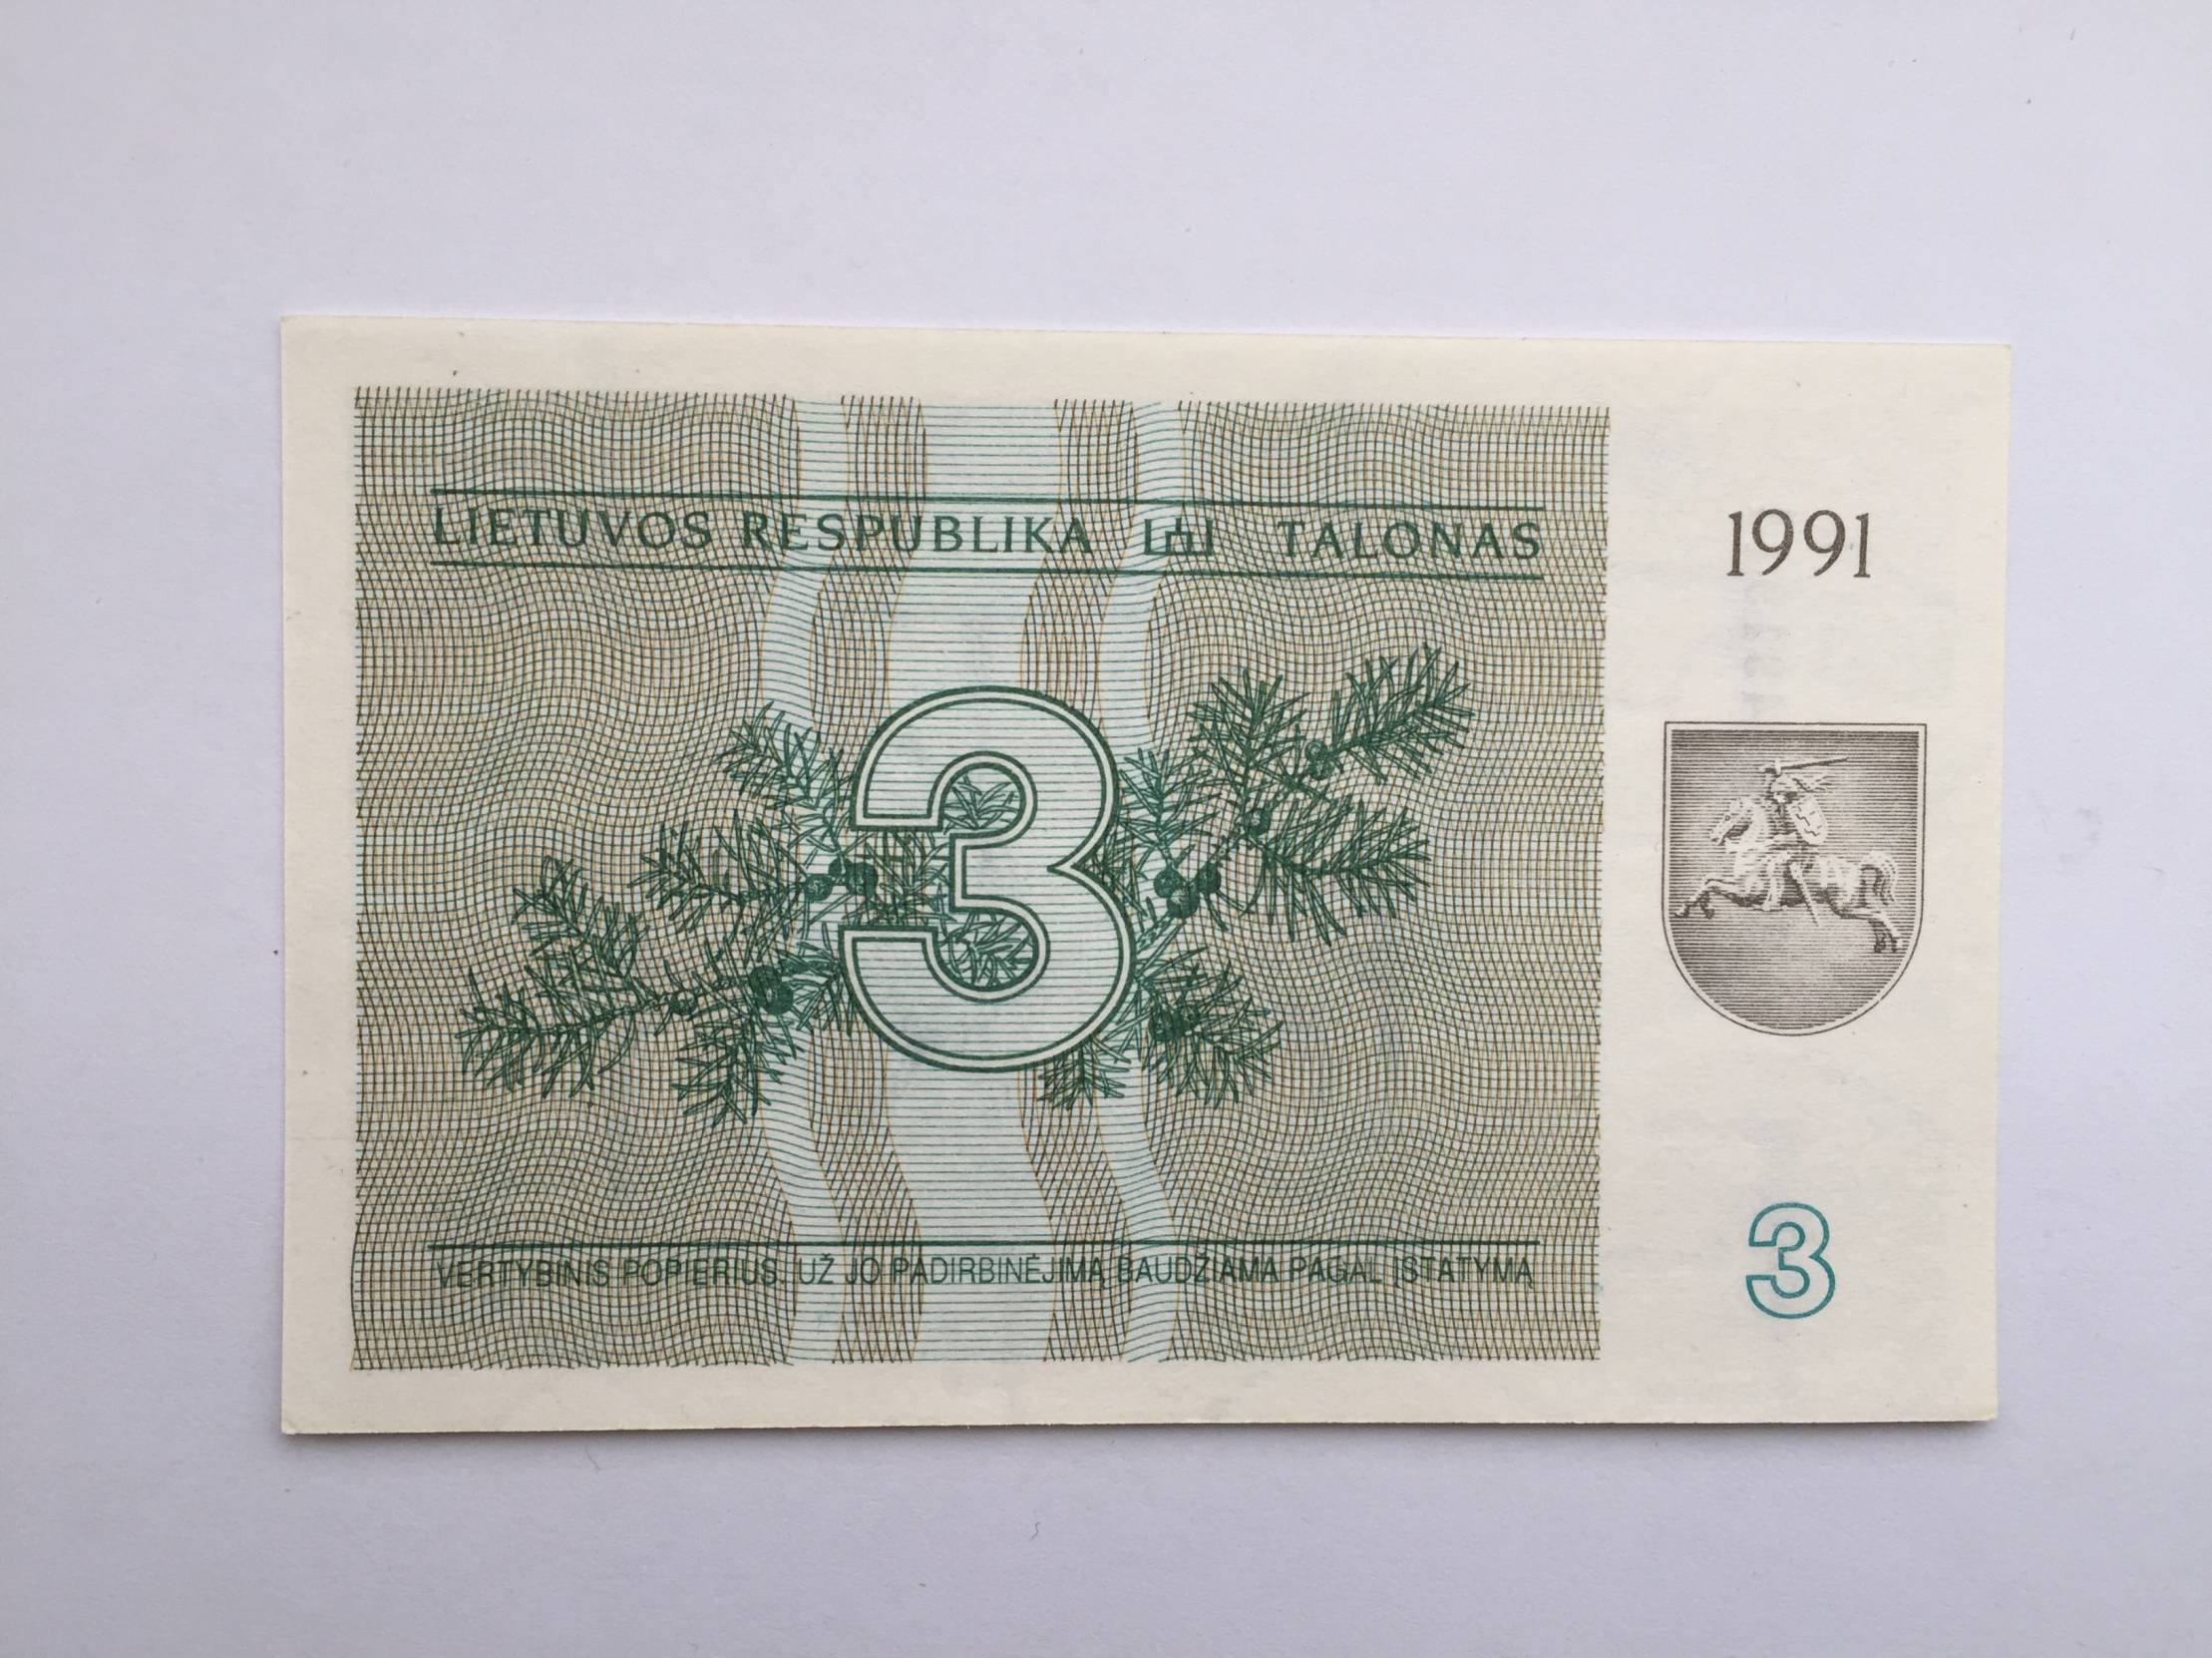 LIETUVOS RESPUBLIKA TALONAS
1991
3
VERTYBINIS POPIERIUS, UŽ JO PADIRBINĖJIMĄ BAUDŽIAMA PAGAL ĮSTATYMĄ
3